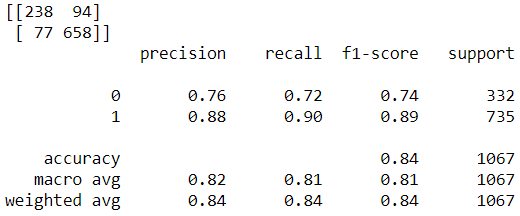 [[238  94]
 [ 77 658]]
              precision    recall  f1-score   support

           0       0.76      0.72      0.74       332
           1       0.88      0.90      0.89       735

    accuracy                           0.84      1067
   macro avg       0.82      0.81      0.81      1067
weighted avg       0.84      0.84      0.84      1067